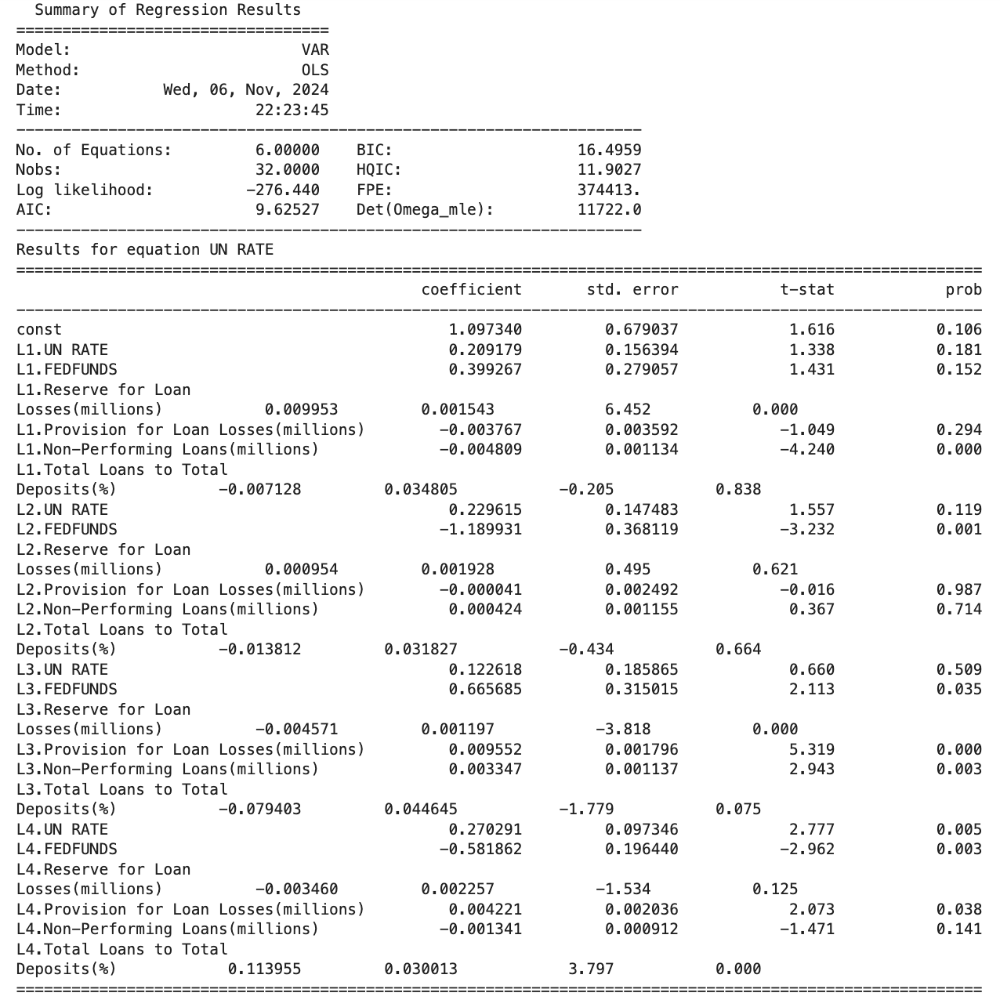 Summary of Regression Results
==================================
Model:                         VAR
Method:                        OLS
Date:           Wed, 06, Nov, 2024
Time:                     22:23:45
--------------------------------------------------------------------
No. of Equations:         6.00000    BIC:                    16.4959
Nobs:                     32.0000    HQIC:                   11.9027
Log likelihood:          -276.440    FPE:                    374413.
AIC:                      9.62527    Det(Omega_mle):         11722.0
--------------------------------------------------------------------
Results for equation UN RATE
=========================================================================================================
                                            coefficient       std. error           t-stat            prob
---------------------------------------------------------------------------------------------------------
const                                          1.097340         0.679037            1.616           0.106
L1.UN RATE                                     0.209179         0.156394            1.338           0.181
L1.FEDFUNDS                                    0.399267         0.279057            1.431           0.152
L1.Reserve for Loan
Losses(millions)           0.009953         0.001543            6.452           0.000
L1.Provision for Loan Losses(millions)        -0.003767         0.003592           -1.049           0.294
L1.Non-Performing Loans(millions)             -0.004809         0.001134           -4.240           0.000
L1.Total Loans to Total
Deposits(%)           -0.007128         0.034805           -0.205           0.838
L2.UN RATE                                     0.229615         0.147483            1.557           0.119
L2.FEDFUNDS                                   -1.189931         0.368119           -3.232           0.001
L2.Reserve for Loan
Losses(millions)           0.000954         0.001928            0.495           0.621
L2.Provision for Loan Losses(millions)        -0.000041         0.002492           -0.016           0.987
L2.Non-Performing Loans(millions)              0.000424         0.001155            0.367           0.714
L2.Total Loans to Total
Deposits(%)           -0.013812         0.031827           -0.434           0.664
L3.UN RATE                                     0.122618         0.185865            0.660           0.509
L3.FEDFUNDS                                    0.665685         0.315015            2.113           0.035
L3.Reserve for Loan
Losses(millions)          -0.004571         0.001197           -3.818           0.000
L3.Provision for Loan Losses(millions)         0.009552         0.001796            5.319           0.000
L3.Non-Performing Loans(millions)              0.003347         0.001137            2.943           0.003
L3.Total Loans to Total
Deposits(%)           -0.079403         0.044645           -1.779           0.075
L4.UN RATE                                     0.270291         0.097346            2.777           0.005
L4.FEDFUNDS                                   -0.581862         0.196440           -2.962           0.003
L4.Reserve for Loan
Losses(millions)          -0.003460         0.002257           -1.534           0.125
L4.Provision for Loan Losses(millions)         0.004221         0.002036            2.073           0.038
L4.Non-Performing Loans(millions)             -0.001341         0.000912           -1.471           0.141
L4.Total Loans to Total
Deposits(%)            0.113955         0.030013            3.797           0.000
=========================================================================================================